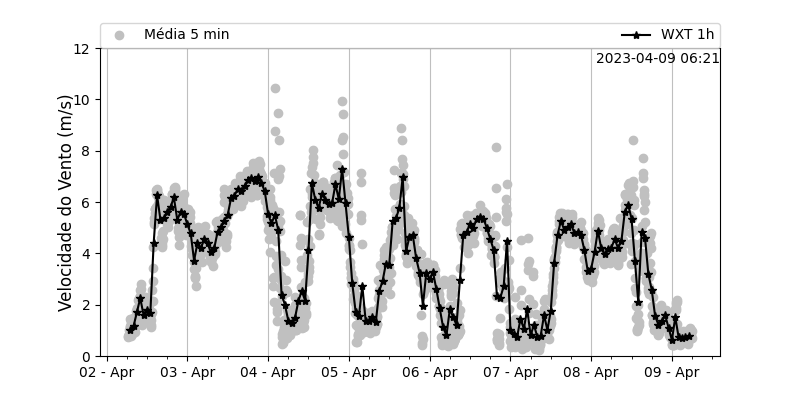 Média 5 min
WXT 1h
2023-04-09 06:21
Velocidade do Vento (m/s)
12
10
8
6
4
2
0
02 - Apr
03 - Apr
04 - Apr
05 - Apr
06 - Apr
07 - Apr
08 - Apr
09 - Apr